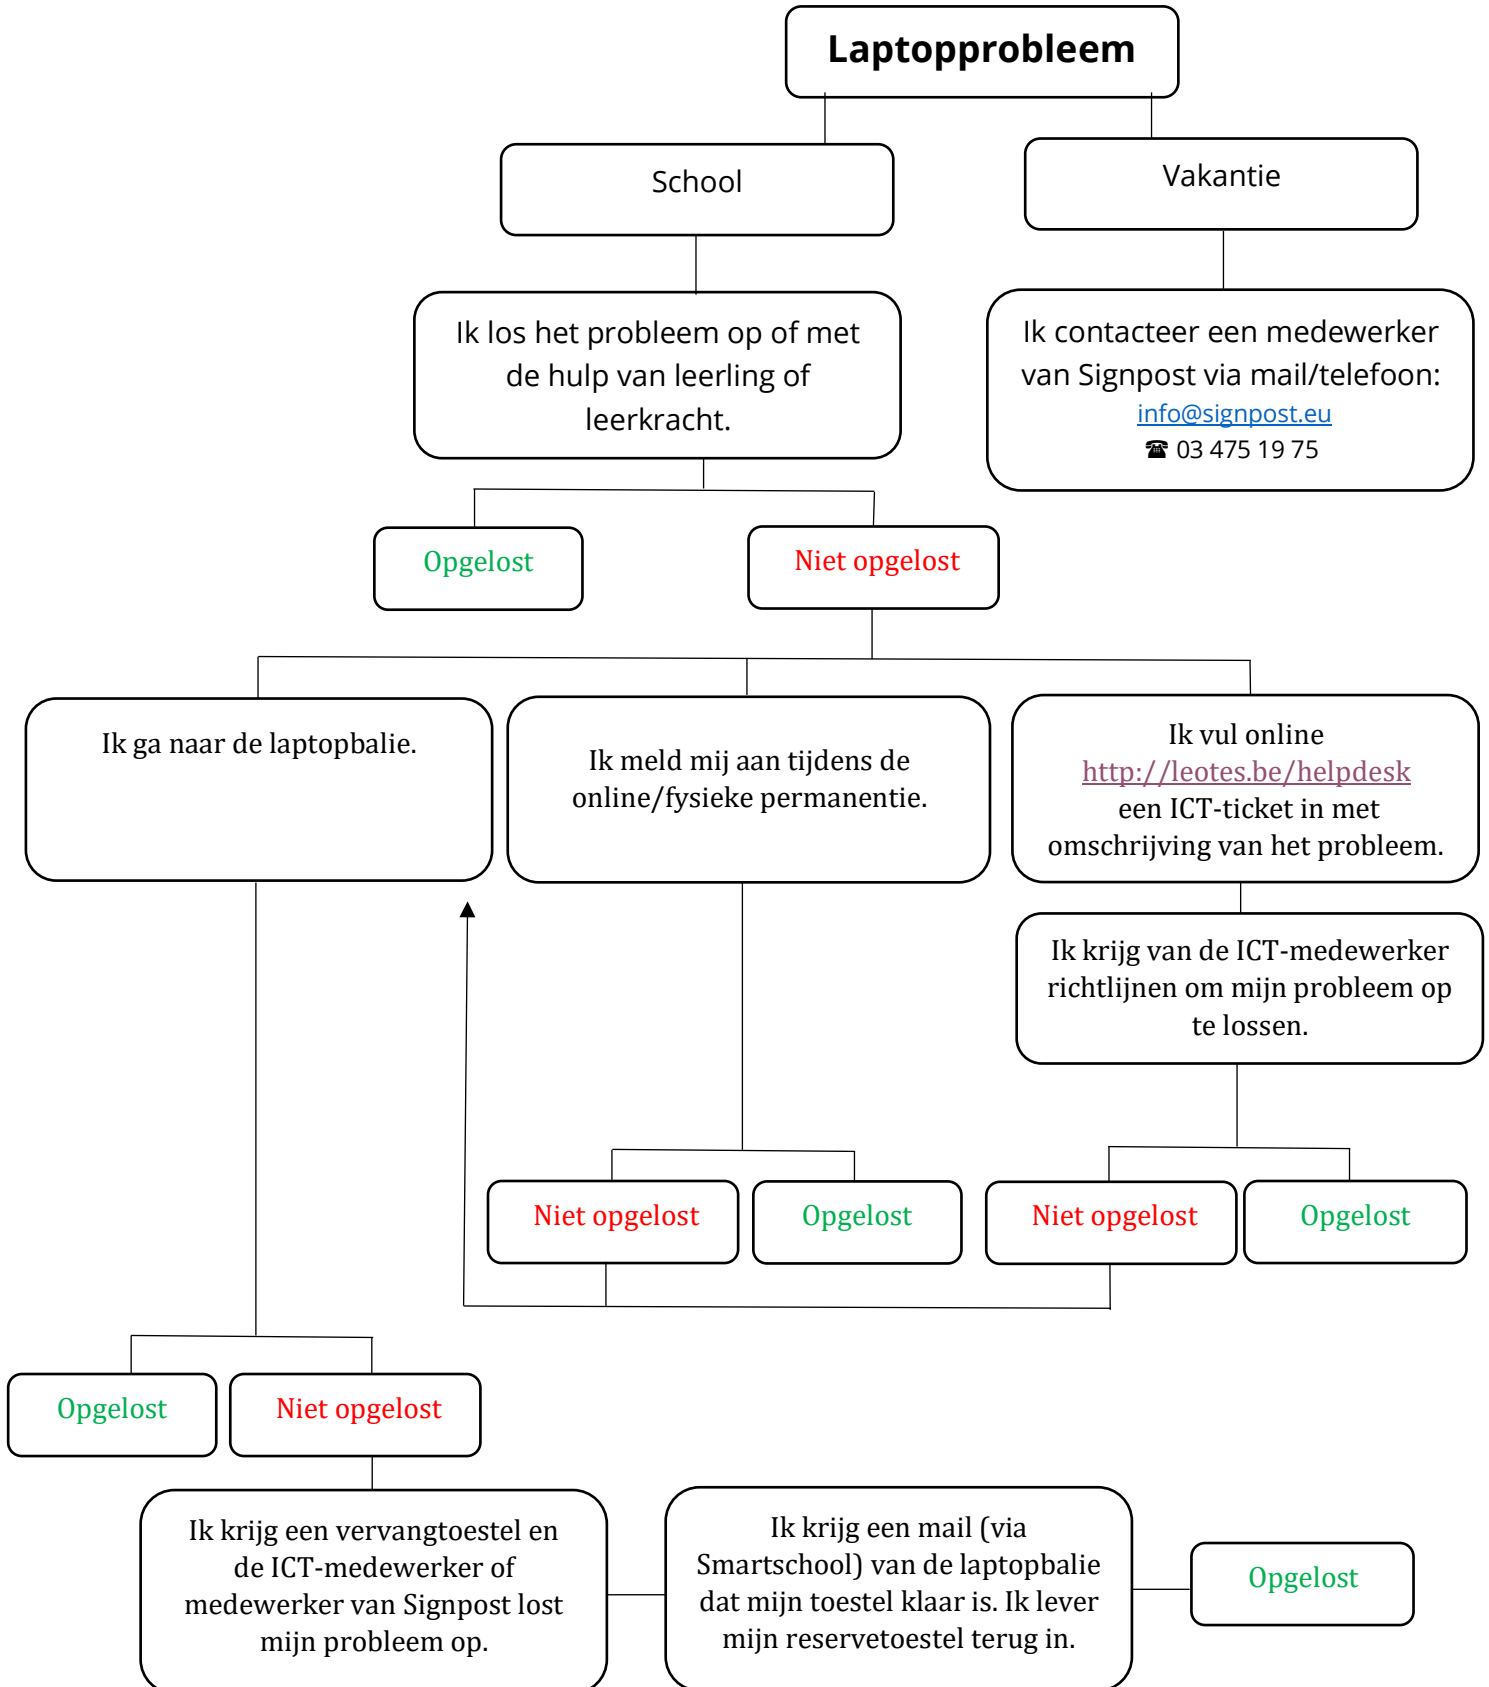 Laptopprobleem
School
Vakantie
Ik los het probleem op of met
de hulp van leerling of
leerkracht.
Ik contacteer een medewerker
van Signpost via mail/telefoon:
info@signpost.eu
☎ 03 475 19 75
Opgelost
Niet opgelost
Ik ga naar de laptopbalie.
Ik meld mij aan tijdens de
online/fysieke permanentie.
Ik vul online
http://leotes.be/helpdesk
een ICT-ticket in met
omschrijving van het probleem.
Ik krijg van de ICT-medewerker
richtlijnen om mijn probleem op
te lossen.
Niet opgelost
Opgelost
Niet opgelost
Opgelost
Opgelost
Niet opgelost
Ik krijg een vervangtoestel en
de ICT-medewerker of
medewerker van Signpost lost
mijn probleem op.
Ik krijg een mail (via
Smartschool) van de laptopbalie
dat mijn toestel klaar is. Ik lever
mijn reservetoestel terug in.
Opgelost